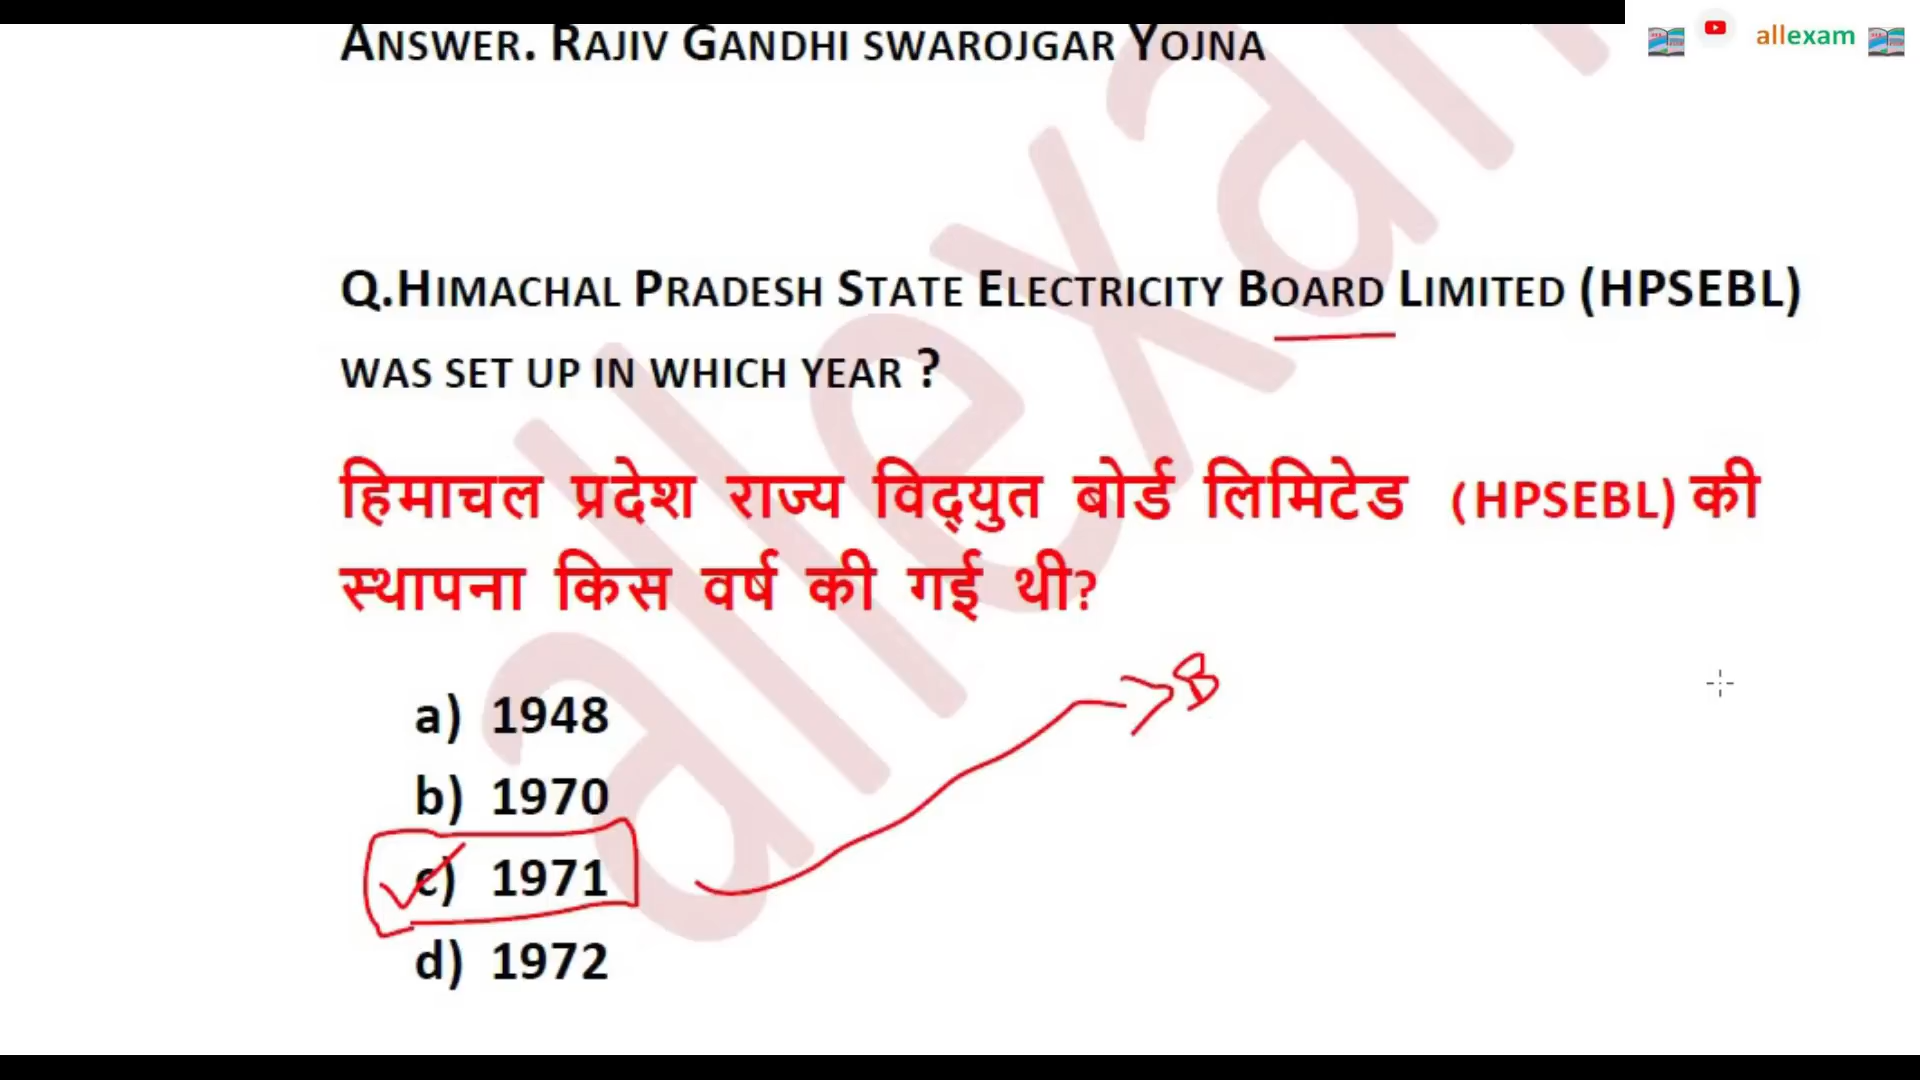 ANSWER. RAJIV GANDHI SWAROJGAR YOJNA
allexam
Q.HIMACHAL PRADESH STATE ELECTRICITY BOARD LIMITED (HPSEBL)
WAS SET UP IN WHICH YEAR ?
हिमाचल प्रदेश राज्य विद्युत बोर्ड लिमिटेड (HPSEBL) की
स्थापना किस वर्ष की गई थी?
a) 1948
b) 1970
c) 1971
d) 1972
B
allexam